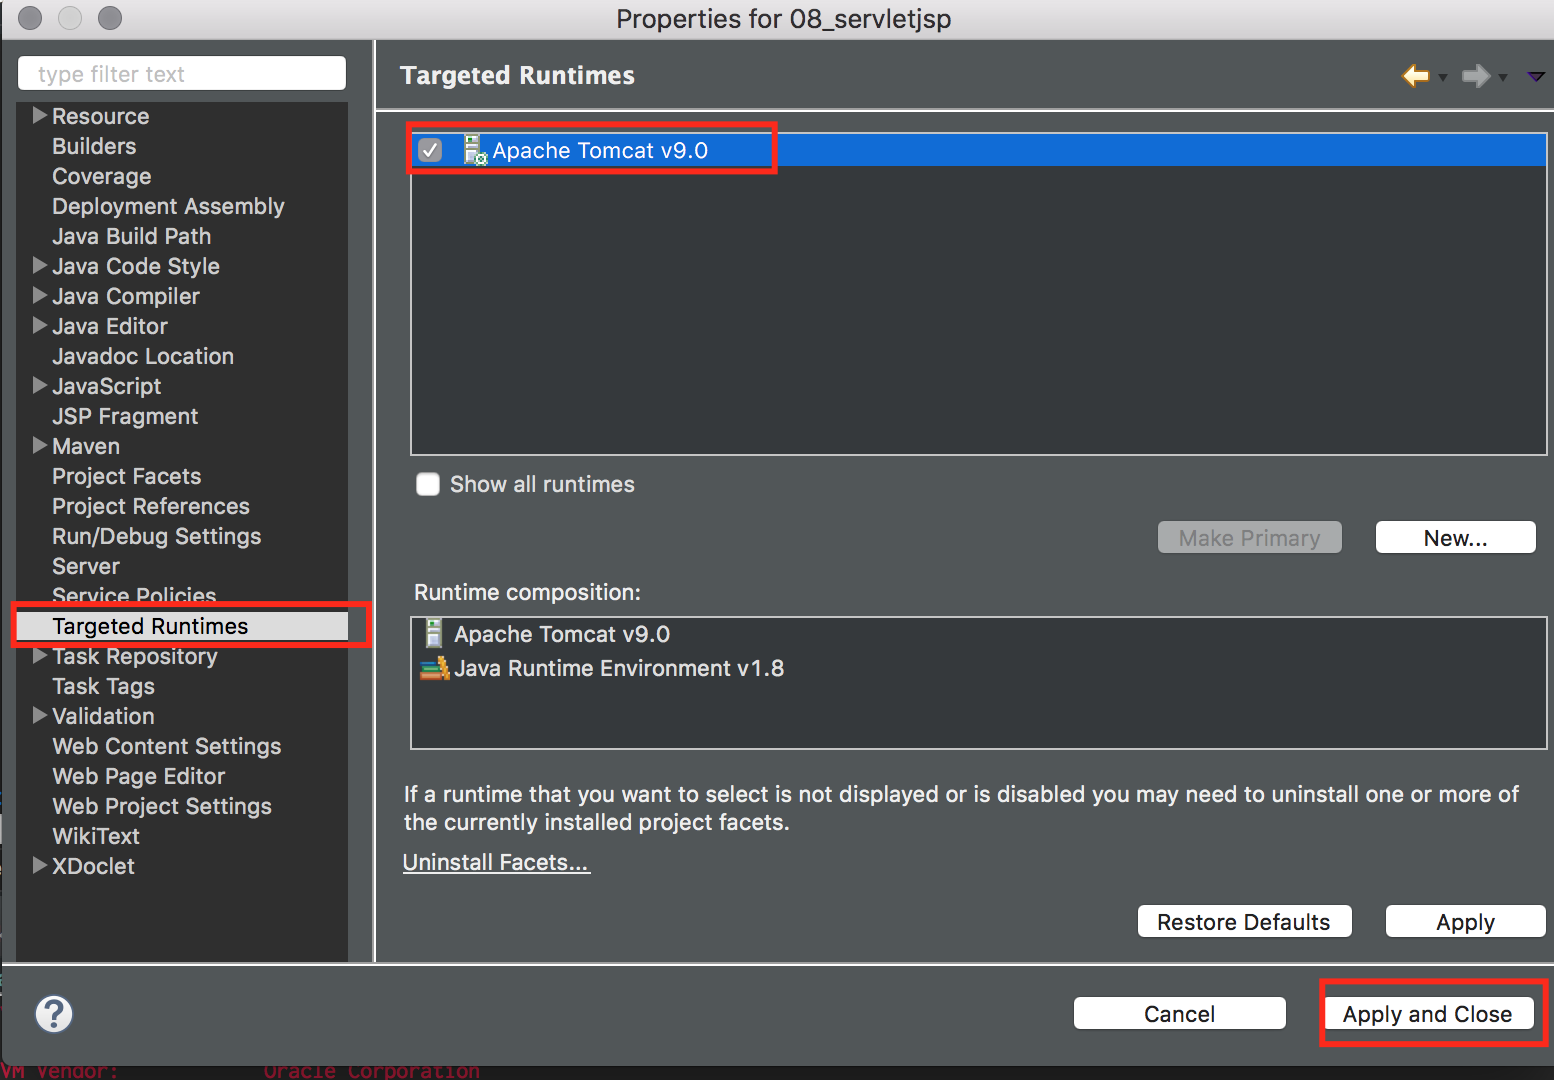 Properties for 08_servletjsp
type filter text
Resource
Builders
Coverage
Deployment Assembly
Java Build Path
Java Code Style
Java Compiler
Java Editor
Javadoc Location
JavaScript
JSP Fragment
Maven
Project Facets
Project References
Run/Debug Settings
Server
Service Policies
Targeted Runtimes
Task Repository
Task Tags
Validation
Web Content Settings
Web Page Editor
Web Project Settings
WikiText
XDoclet
Targeted Runtimes
Apache Tomcat v9.0
Show all runtimes
Make Primary
New...
Runtime composition:
Apache Tomcat v9.0
Java Runtime Environment v1.8
If a runtime that you want to select is not displayed or is disabled you may need to uninstall one or more of
the currently installed project facets.
Uninstall Facets...
Restore Defaults
Apply
?
Cancel
Apply and Close
VM Vendor: Oracle Corporation